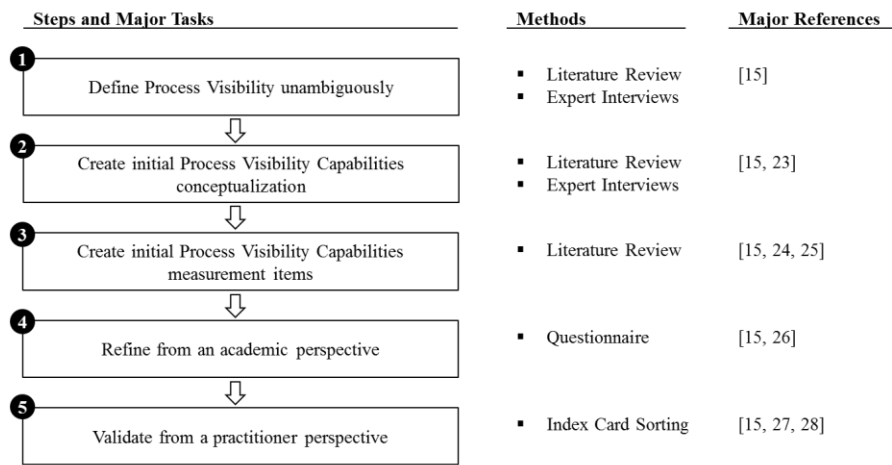 Steps and Major Tasks Methods Major References
1
Define Process Visibility unambiguously
▪ Literature Review [15]
▪ Expert Interviews
2
Create initial Process Visibility Capabilities
conceptualization
▪ Literature Review [15, 23]
▪ Expert Interviews
3
Create initial Process Visibility Capabilities
measurement items
▪ Literature Review [15, 24, 25]
4
Refine from an academic perspective
▪ Questionnaire [15, 26]
5
Validate from a practitioner perspective
▪ Index Card Sorting [15, 27, 28]